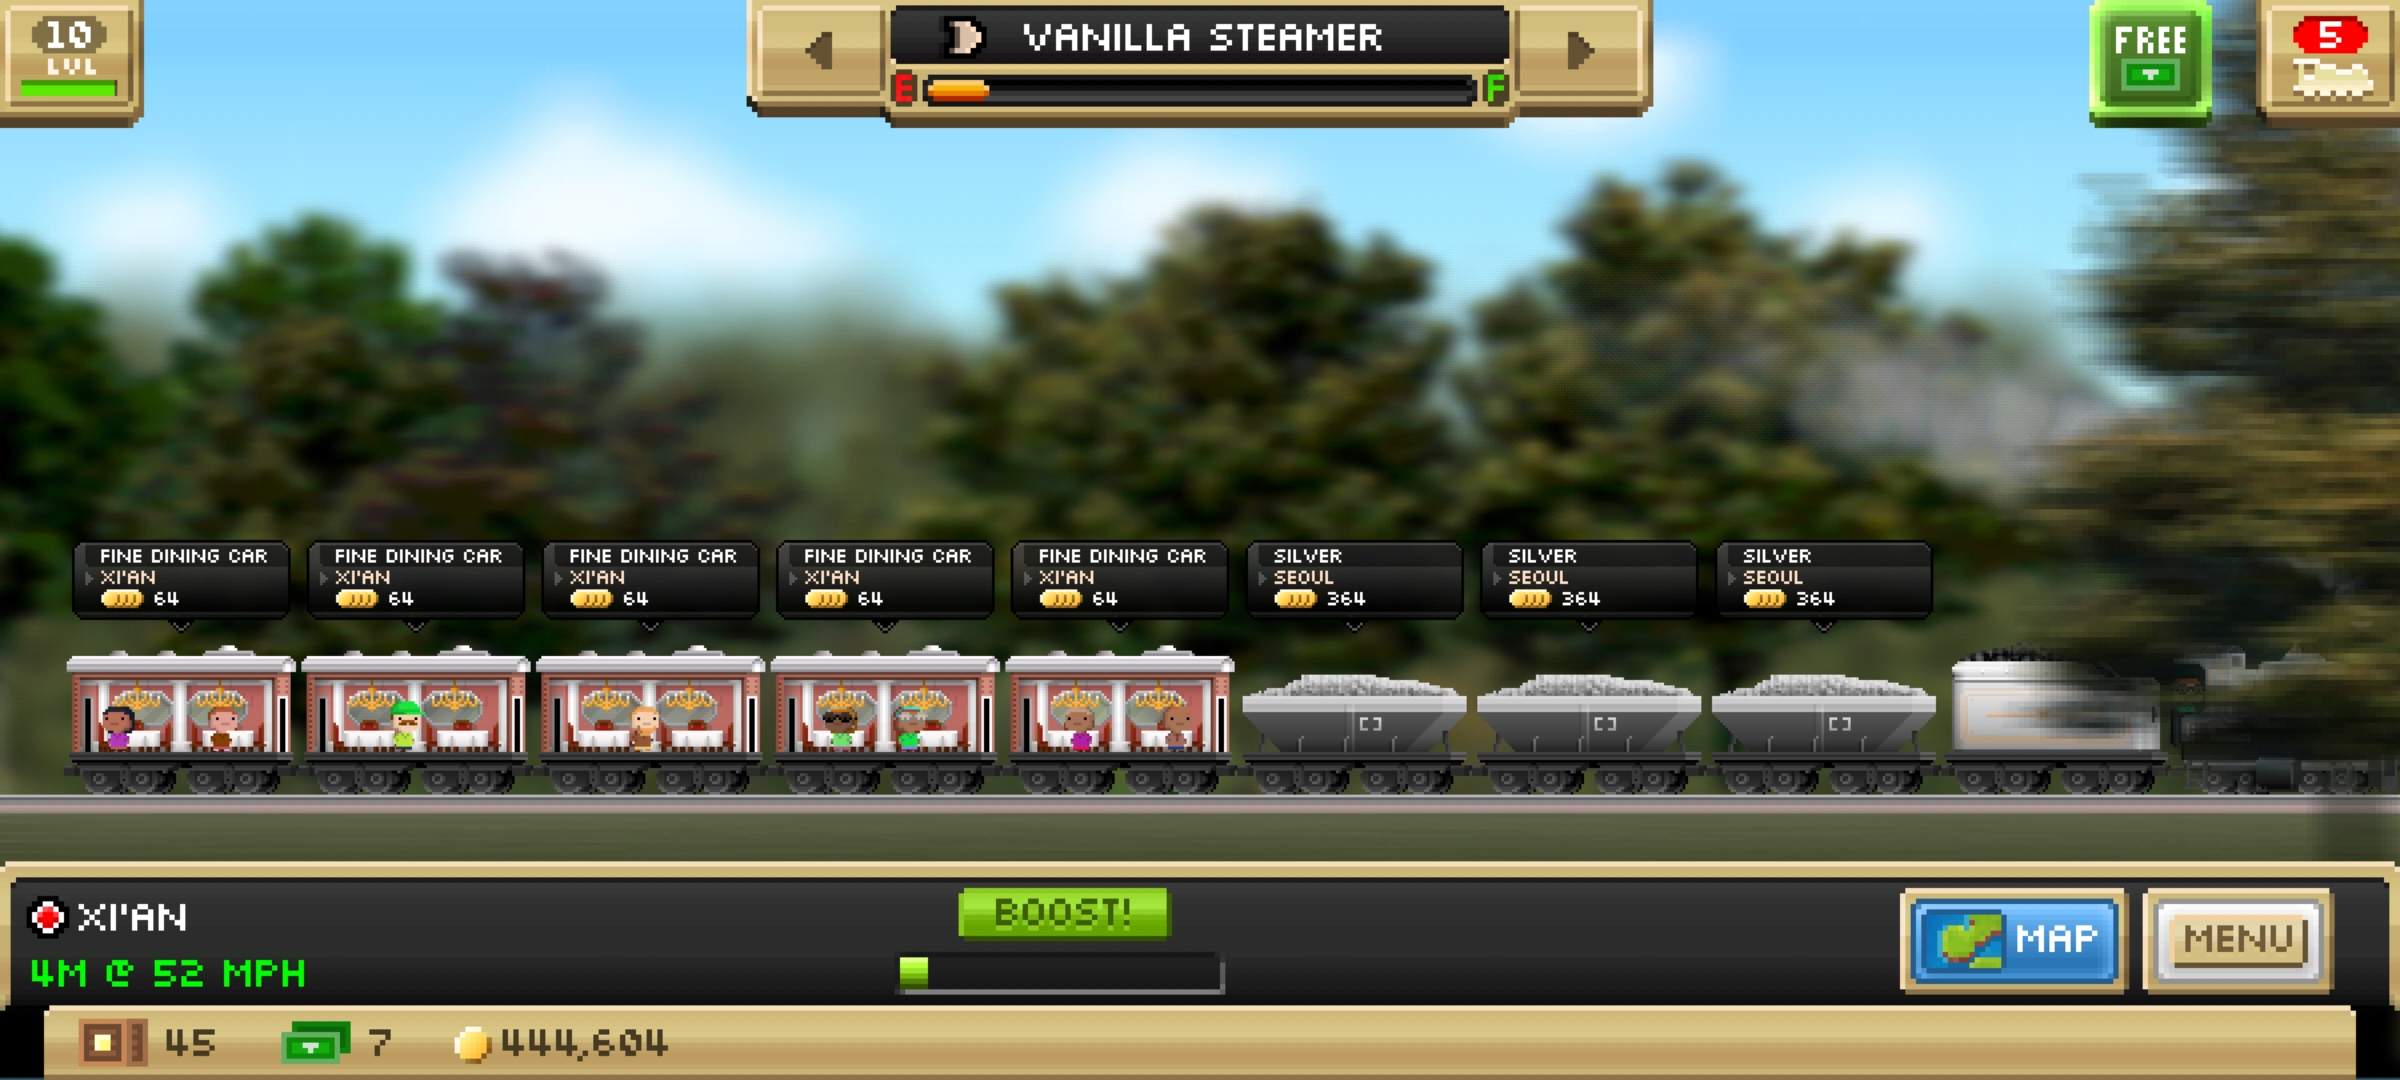 10
LVL
VANILLA STEAMER
E
F
FREE
5
FINE DINING CAR
XI'AN
64
FINE DINING CAR
XI'AN
64
FINE DINING CAR
XI'AN
64
FINE DINING CAR
XI'AN
64
FINE DINING CAR
XI'AN
64
SILVER
SEOUL
364
SILVER
SEOUL
364
SILVER
SEOUL
364
XI'AN
4M @ 52 MPH
BOOST!
MAP
MENU
45
7
444,604